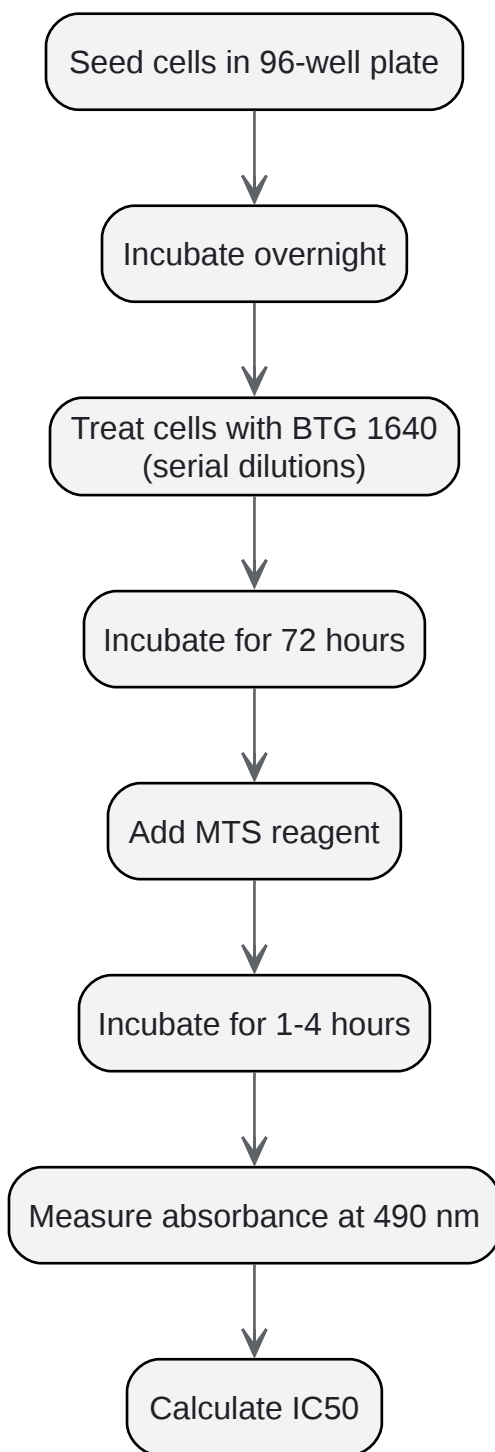 Seed cells in 96-well plate
Incubate overnight
Treat cells with BTG 1640
(serial dilutions)
Incubate for 72 hours
Add MTS reagent
Incubate for 1-4 hours
Measure absorbance at 490 nm
Calculate IC50